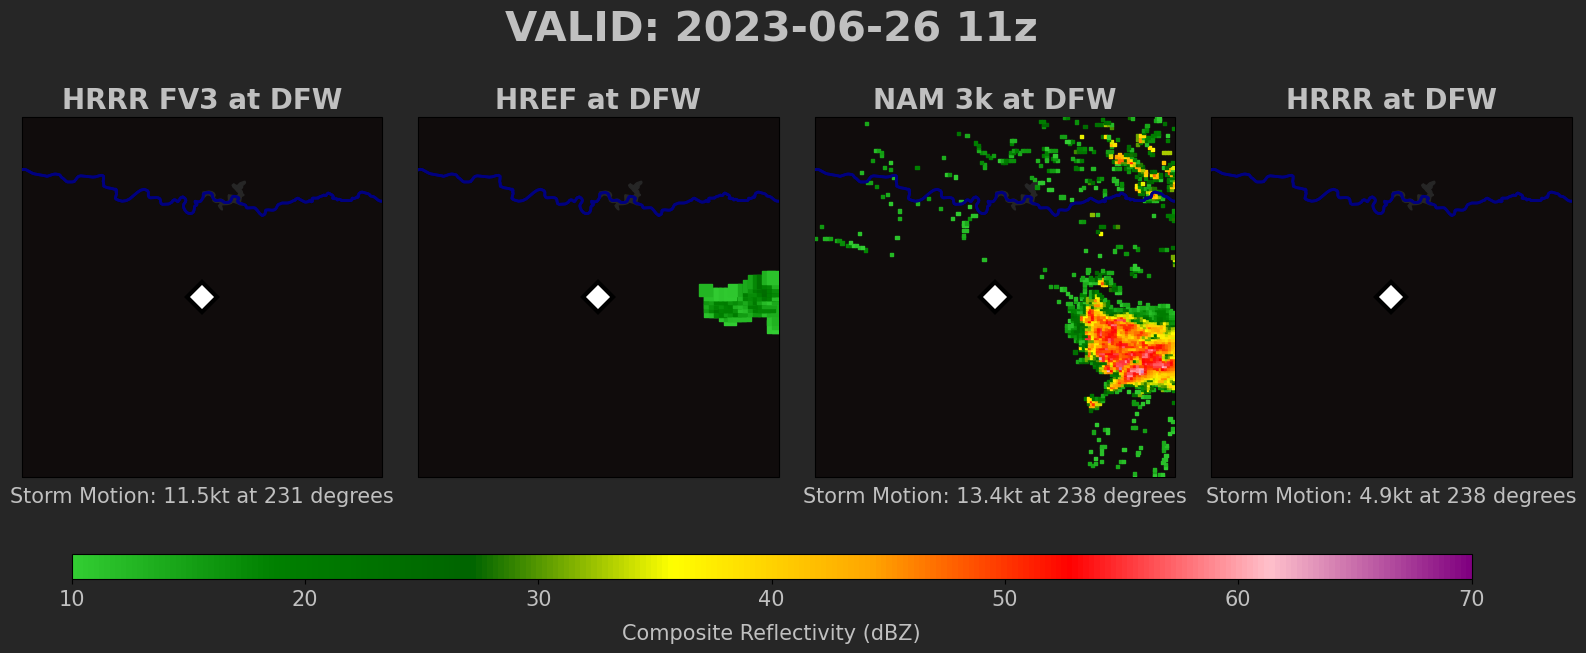 VALID: 2023-06-26 11z
HRRR FV3 at DFW
HREF at DFW
NAM 3k at DFW
HRRR at DFW
Storm Motion: 11.5kt at 231 degrees
Storm Motion: 13.4kt at 238 degrees
Storm Motion: 4.9kt at 238 degrees
10 20 30 40 50 60 70
Composite Reflectivity (dBZ)